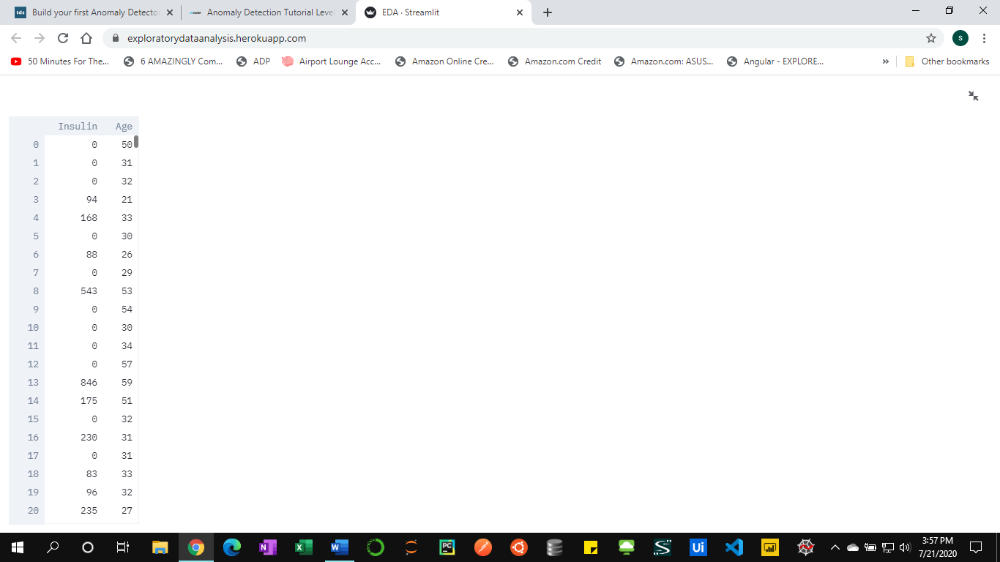 tds Build your first Anomaly Detector Anomaly Detection Tutorial Level EDA · Streamlit
exploratorydataanalysis.herokuapp.com S
50 Minutes For The... 6 AMAZINGLY Com... ADP Airport Lounge Acc... Amazon Online Cre... Amazon.com Credit Amazon.com: ASUS... Angular - EXPLORE... » Other bookmarks
Insulin Age
0 0 50
1 0 31
2 0 32
3 94 21
4 168 33
5 0 30
6 88 26
7 0 29
8 543 53
9 0 54
10 0 30
11 0 34
12 0 57
13 846 59
14 175 51
15 0 32
16 230 31
17 0 31
18 83 33
19 96 32
20 235 27
N X W PC S Ui 3:57 PM
7/21/2020